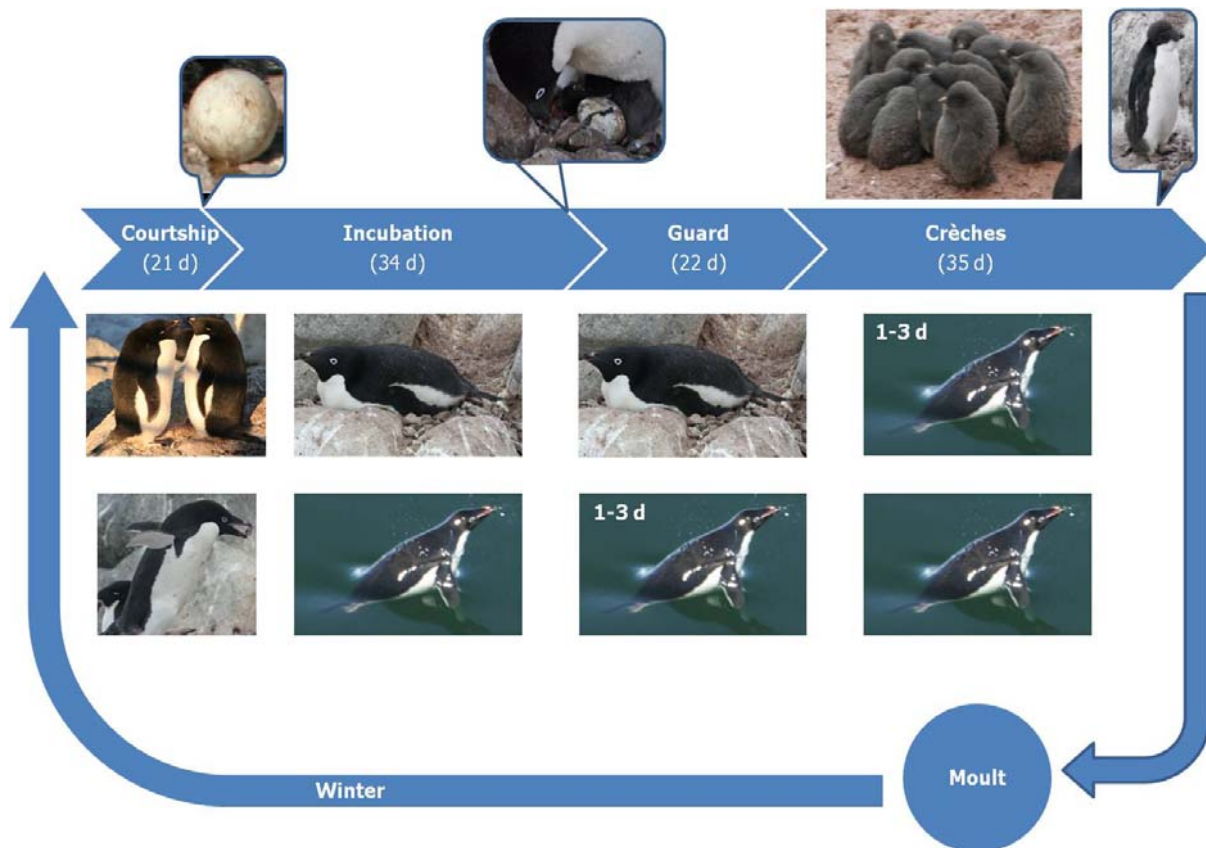 Courtship
(21 d)
Incubation
(34 d)
Guard
(22 d)
Crèches
(35 d)
1-3 d
1-3 d
Moult
Winter